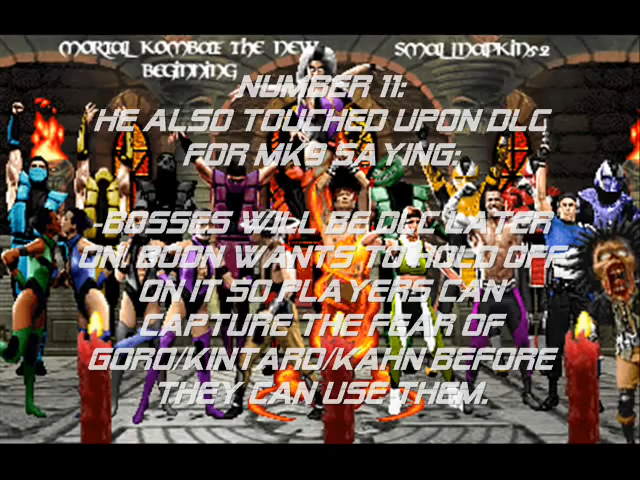 MORTAL KOMBAT: THE NEW BEGINNING
SMALLNAPKINS2
NUMBER 11:
HE ALSO TOUCHED UPON DLC
FOR MK9 SAYING:
-BOSSES WILL BE DLC LATER
ON. BOON WANTS TO HOLD OFF
ON IT SO PLAYERS CAN
CAPTURE THE FEAR OF
GORO/KINTARO/KAHN BEFORE
THEY CAN USE THEM.